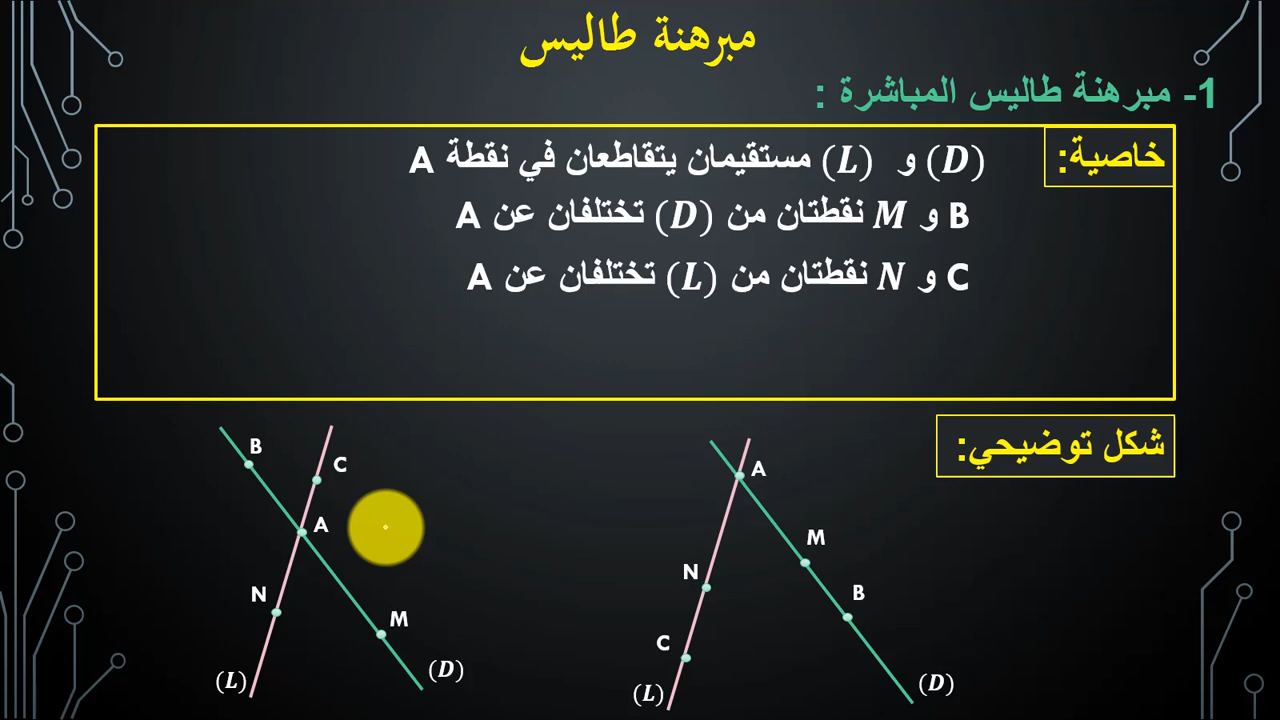 مبرهنة طاليس
1- مبرهنة طاليس المباشرة :
خاصية:
(D) و (L) مستقيمان يتقاطعان في نقطة A
B و M نقطتان من (D) تختلفان عن A
C و N نقطتان من (L) تختلفان عن A
شكل توضيحي:
A
M
N
B
C
(L)
(D)
B
C
A
N
M
(L)
(D)